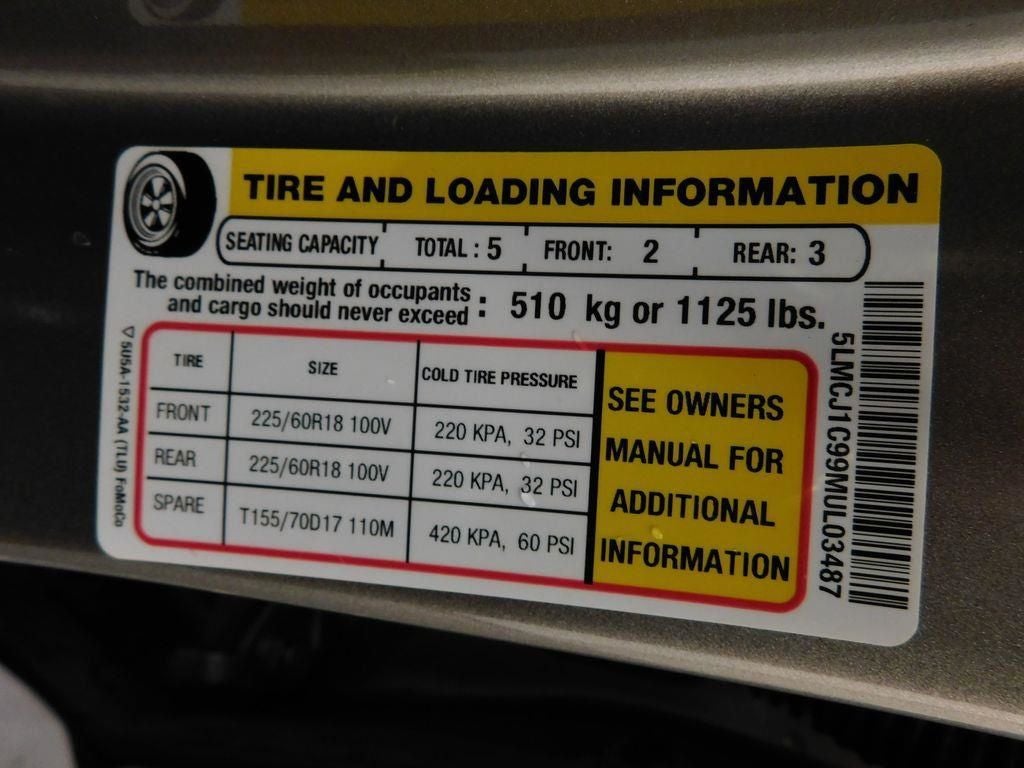 TIRE AND LOADING INFORMATION
SEATING CAPACITY TOTAL : 5 FRONT: 2 REAR: 3
The combined weight of occupants
and cargo should never exceed : 510 kg or 1125 lbs.
TIRE SIZE COLD TIRE PRESSURE
FRONT 225/60R18 100V 220 KPA, 32 PSI
REAR 225/60R18 100V 220 KPA, 32 PSI
SPARE T155/70D17 110M 420 KPA, 60 PSI
SEE OWNERS
MANUAL FOR
ADDITIONAL
INFORMATION
▽ 5U5A-1532-AA (TLU) FoMoCo
5LMCJ1C99MUL03487